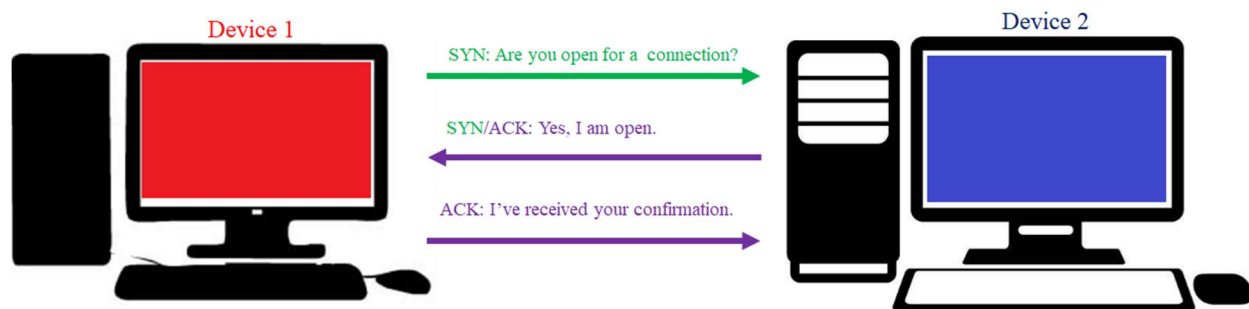 Device 1
Device 2
SYN: Are you open for a connection?
SYN/ACK: Yes, I am open.
ACK: I've received your confirmation.